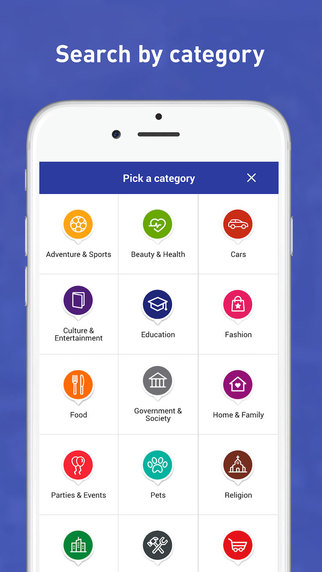 Search by category
Pick a category
Adventure & Sports
Beauty & Health
Cars
Culture &
Entertainment
Education
Fashion
Food
Government &
Society
Home & Family
Parties & Events
Pets
Religion